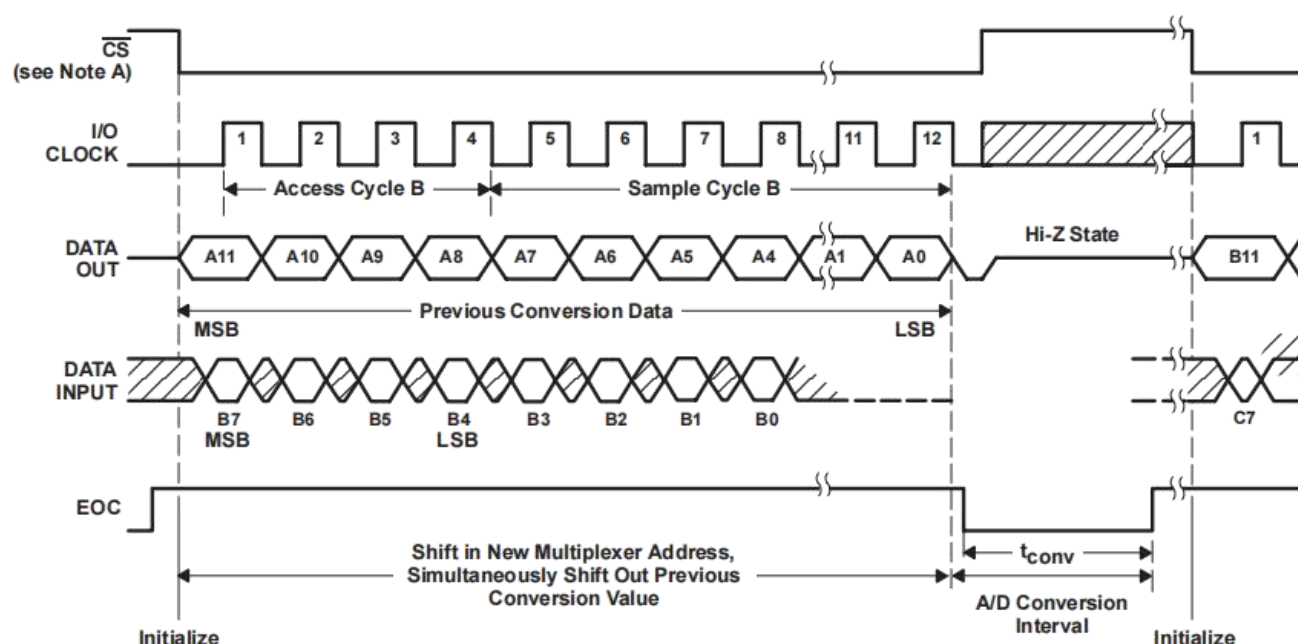 CS
(see Note A)
I/O
CLOCK
1 2 3 4 5 6 7 8 11 12 1
Access Cycle B Sample Cycle B
DATA
OUT
A11 A10 A9 A8 A7 A6 A5 A4 A1 A0 Hi-Z State B11
Previous Conversion Data
MSB LSB
DATA
INPUT
B7 B6 B5 B4 B3 B2 B1 B0 C7
MSB LSB
EOC
Shift in New Multiplexer Address,
Simultaneously Shift Out Previous
Conversion Value
tconv
A/D Conversion
Interval
Initialize Initialize